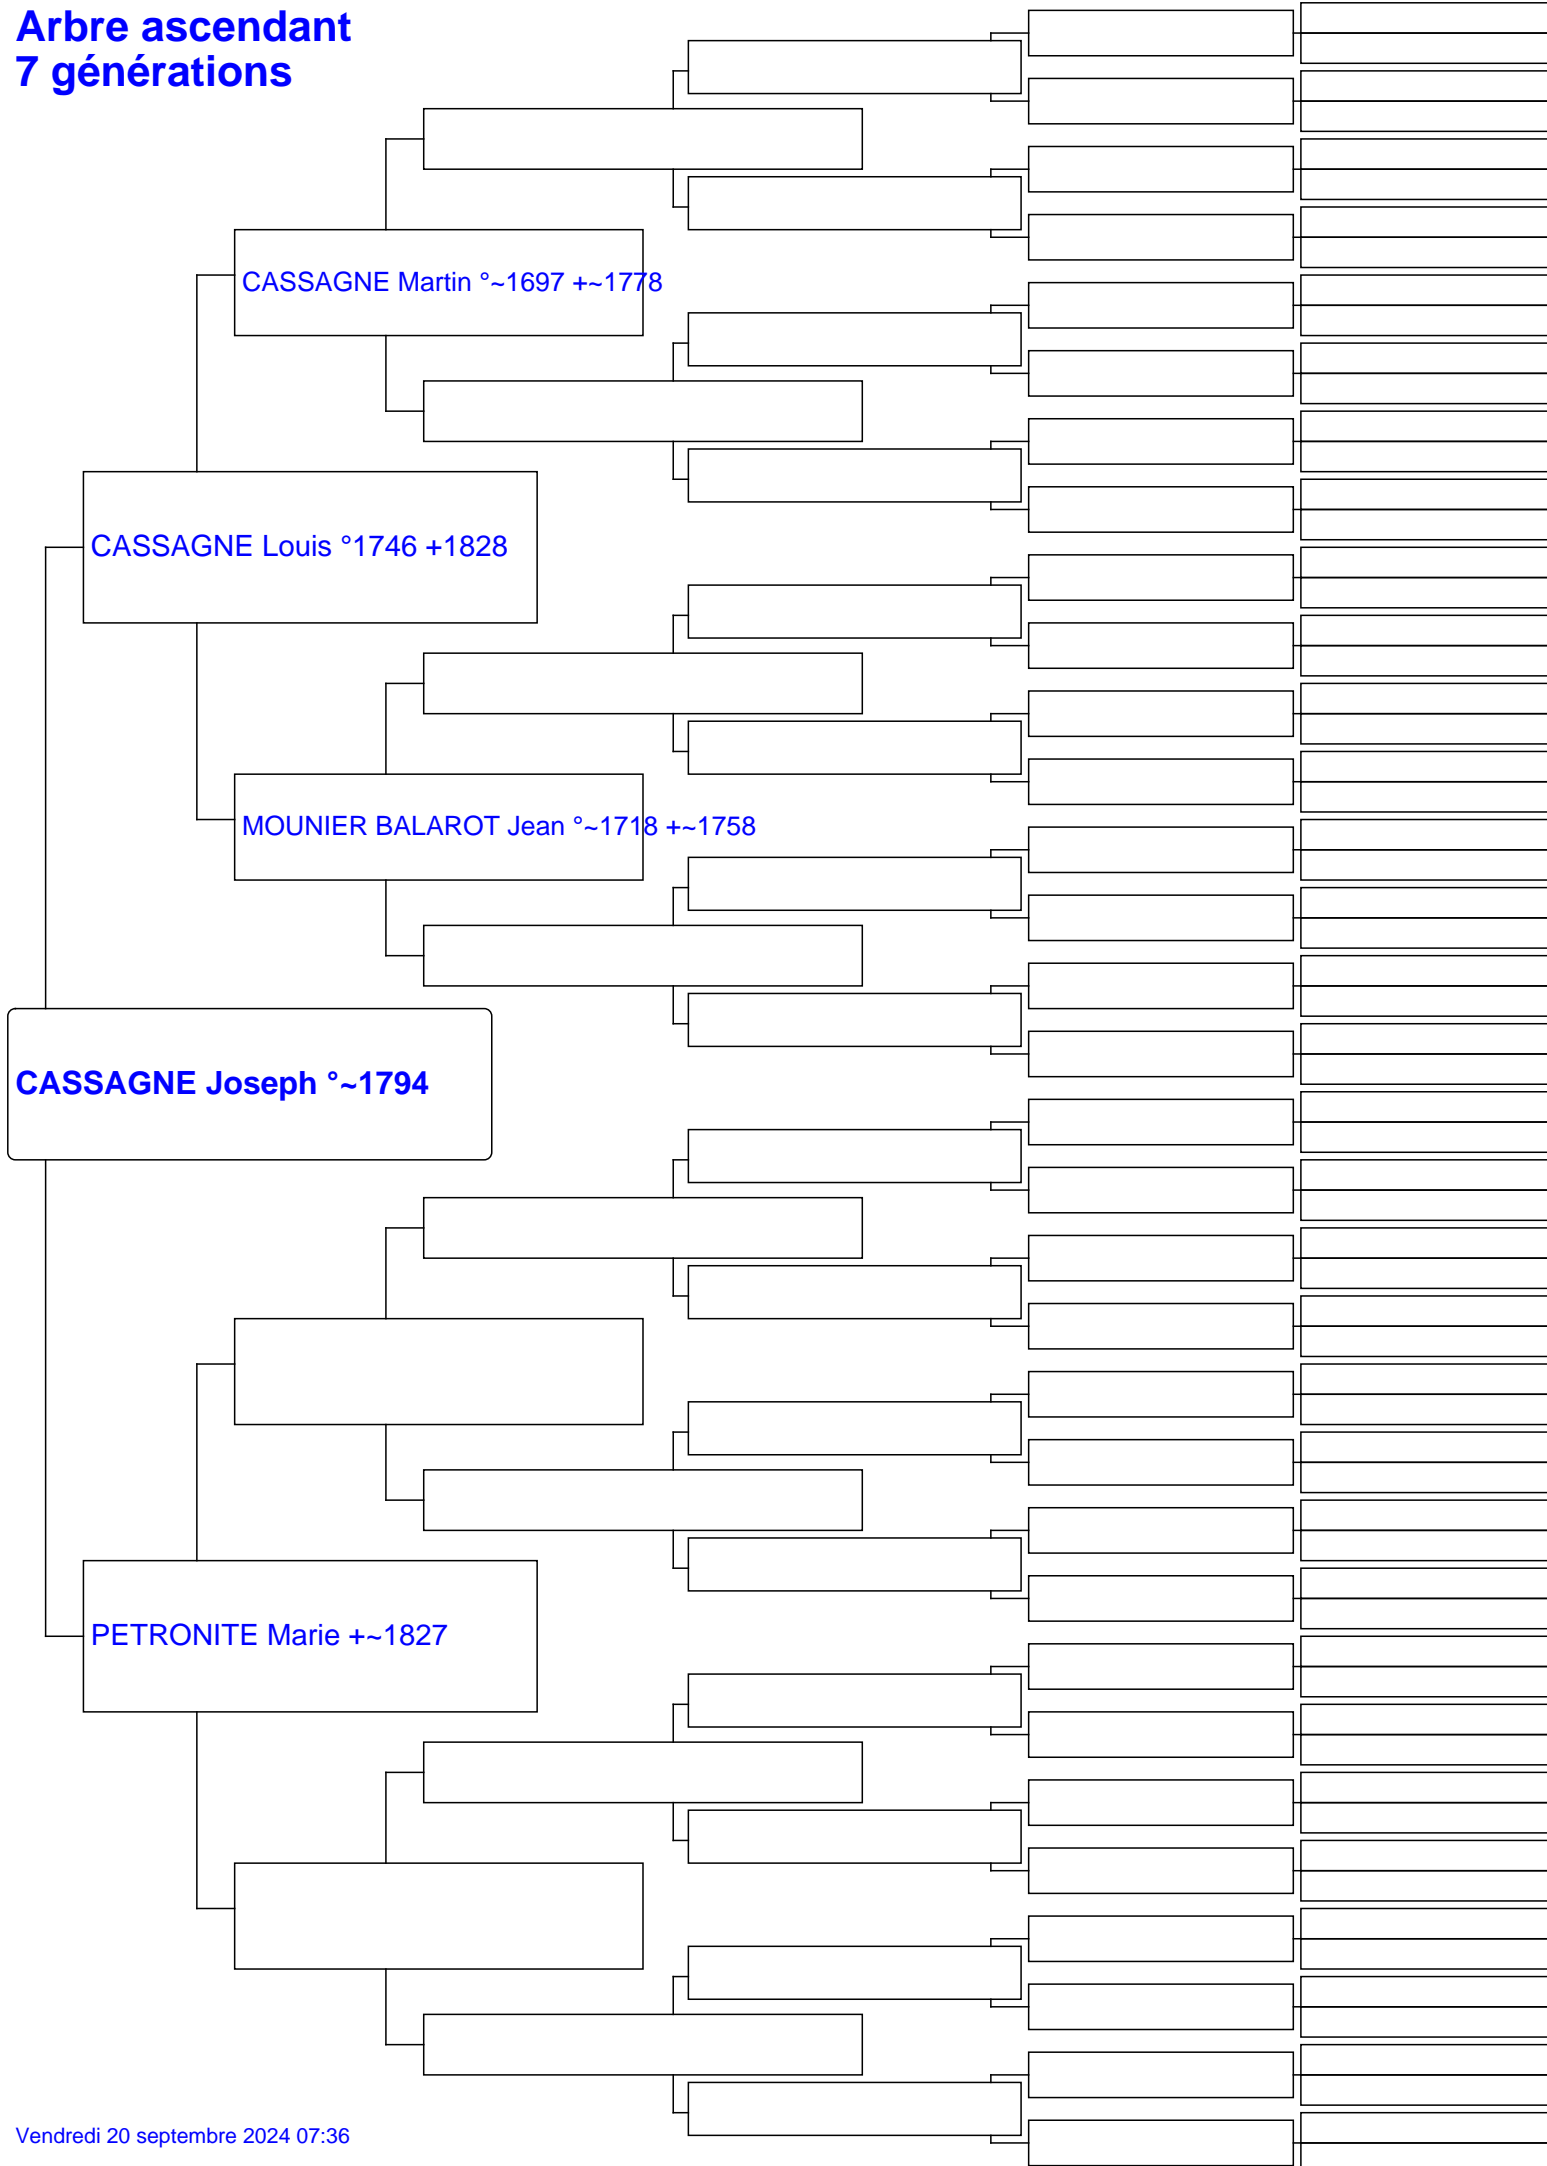 Arbre ascendant
7 générations
CASSAGNE Martin °~1697 +~1778
CASSAGNE Louis °1746 +1828
MOUNIER BALAROT Jean °~1718 +~1758
CASSAGNE Joseph °~1794
PETRONITE Marie +~1827
Vendredi 20 septembre 2024 07:36